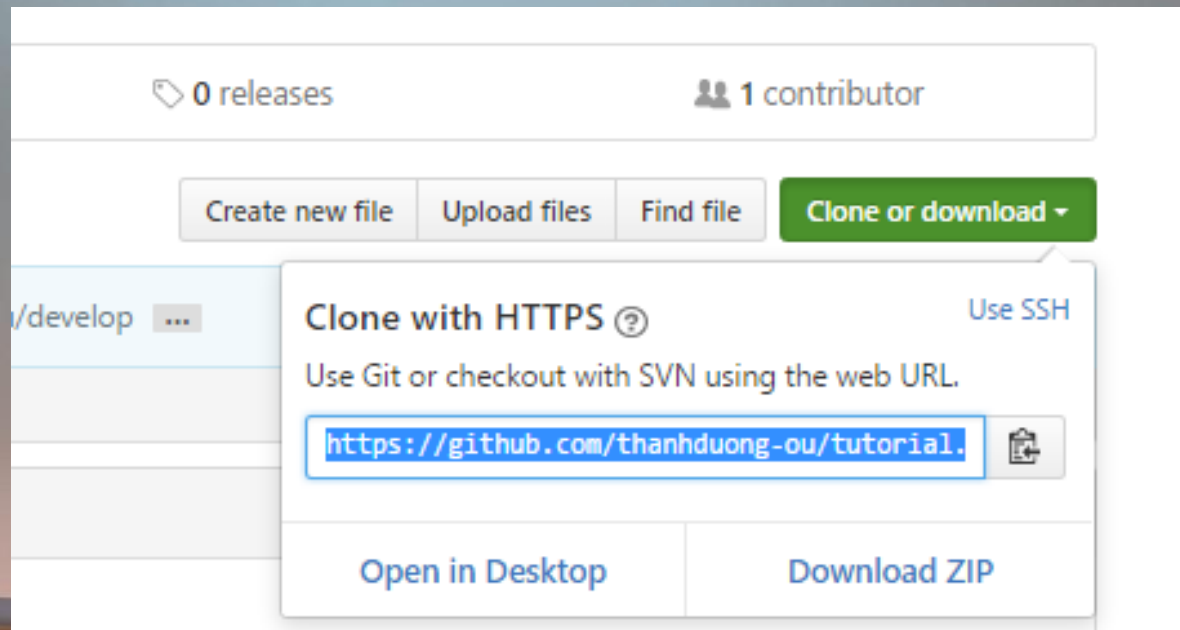 0 releases
1 contributor
Create new file Upload files Find file Clone or download
/develop ...
Clone with HTTPS
Use SSH
Use Git or checkout with SVN using the web URL.
https://github.com/thanhduong-ou/tutorial.
Open in Desktop Download ZIP